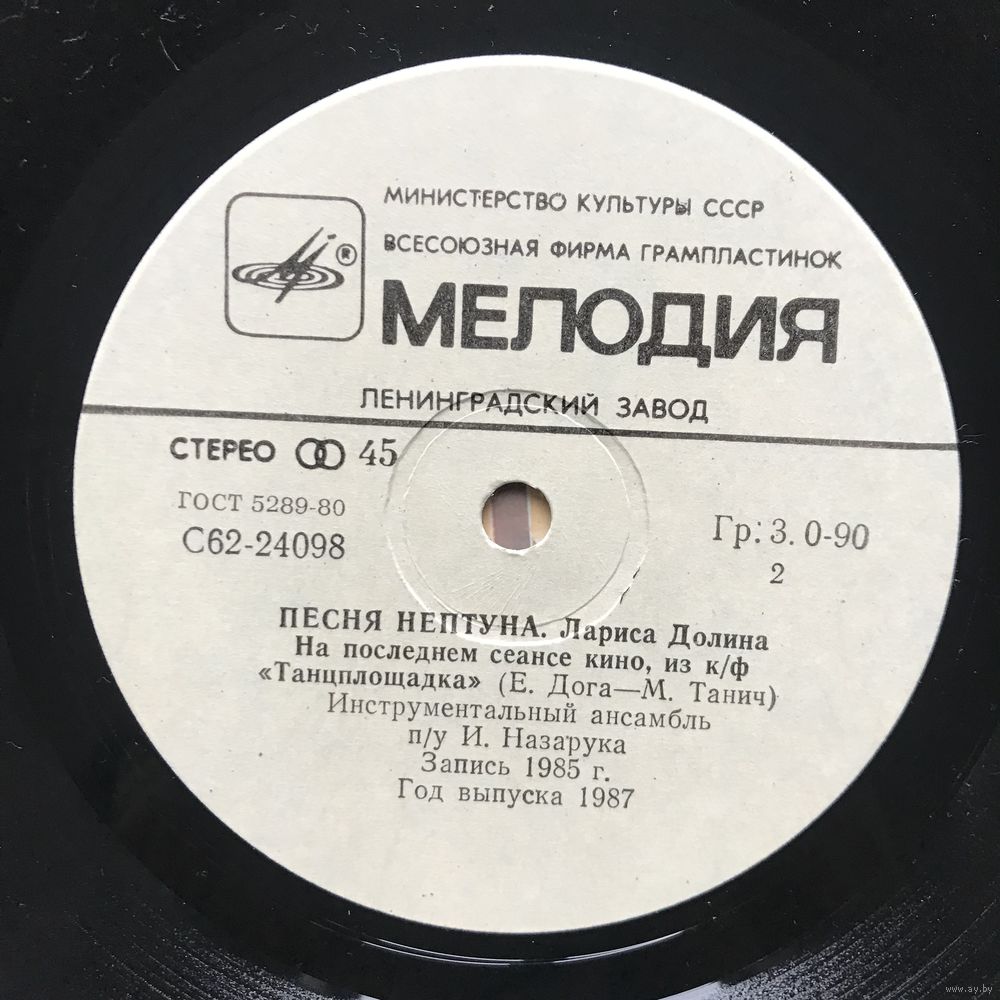 МИНИСТЕРСТВО КУЛЬТУРЫ СССР
ВСЕСОЮЗНАЯ ФИРМА ГРАМПЛАСТИНОК
®
МЕЛОДИЯ
ЛЕНИНГРАДСКИЙ ЗАВОД
СТЕРЕО 45
ГОСТ 5289-80
С62-24098
Гр: 3. 0-90
2
ПЕСНЯ НЕПТУНА. Лариса Долина
На последнем сеансе кино, из к/ф
«Танцплощадка» (Е. Дога—М. Танич)
Инструментальный ансамбль
п/у И. Назарука
Запись 1985 г.
Год выпуска 1987
www.ay.by